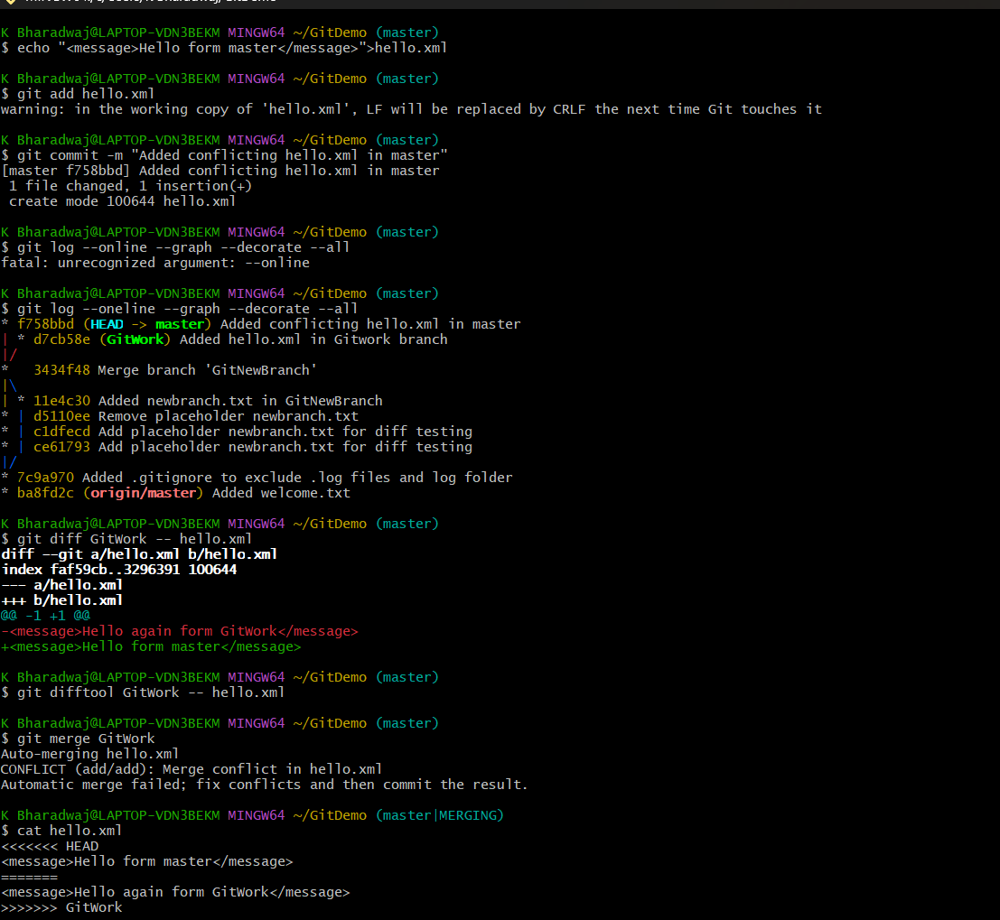 K Bharadwaj@LAPTOP-VDN3BEKM MINGW64 ~/GitDemo (master)
$ echo "<message>Hello form master</message>">hello.xml
K Bharadwaj@LAPTOP-VDN3BEKM MINGW64 ~/GitDemo (master)
$ git add hello.xml
warning: in the working copy of 'hello.xml', LF will be replaced by CRLF the next time Git touches it
K Bharadwaj@LAPTOP-VDN3BEKM MINGW64 ~/GitDemo (master)
$ git commit -m "Added conflicting hello.xml in master"
[master f758bbd] Added conflicting hello.xml in master
 1 file changed, 1 insertion(+)
 create mode 100644 hello.xml
K Bharadwaj@LAPTOP-VDN3BEKM MINGW64 ~/GitDemo (master)
$ git log --online --graph --decorate --all
fatal: unrecognized argument: --online
K Bharadwaj@LAPTOP-VDN3BEKM MINGW64 ~/GitDemo (master)
$ git log --oneline --graph --decorate --all
* f758bbd (HEAD -> master) Added conflicting hello.xml in master
| * d7cb58e (GitWork) Added hello.xml in Gitwork branch
|/
*   3434f48 Merge branch 'GitNewBranch'
|\
| * 11e4c30 Added newbranch.txt in GitNewBranch
* | d5110ee Remove placeholder newbranch.txt
* | c1dfecd Add placeholder newbranch.txt for diff testing
* | ce61793 Add placeholder newbranch.txt for diff testing
|/
* 7c9a970 Added .gitignore to exclude .log files and log folder
* ba8fd2c (origin/master) Added welcome.txt
K Bharadwaj@LAPTOP-VDN3BEKM MINGW64 ~/GitDemo (master)
$ git diff GitWork -- hello.xml
diff --git a/hello.xml b/hello.xml
index faf59cb..3296391 100644
--- a/hello.xml
+++ b/hello.xml
@@ -1 +1 @@
-<message>Hello again form GitWork</message>
+<message>Hello form master</message>
K Bharadwaj@LAPTOP-VDN3BEKM MINGW64 ~/GitDemo (master)
$ git difftool GitWork -- hello.xml
K Bharadwaj@LAPTOP-VDN3BEKM MINGW64 ~/GitDemo (master)
$ git merge GitWork
Auto-merging hello.xml
CONFLICT (add/add): Merge conflict in hello.xml
Automatic merge failed; fix conflicts and then commit the result.
K Bharadwaj@LAPTOP-VDN3BEKM MINGW64 ~/GitDemo (master|MERGING)
$ cat hello.xml
<<<<<<< HEAD
<message>Hello form master</message>
=======
<message>Hello again form GitWork</message>
>>>>>>> GitWork